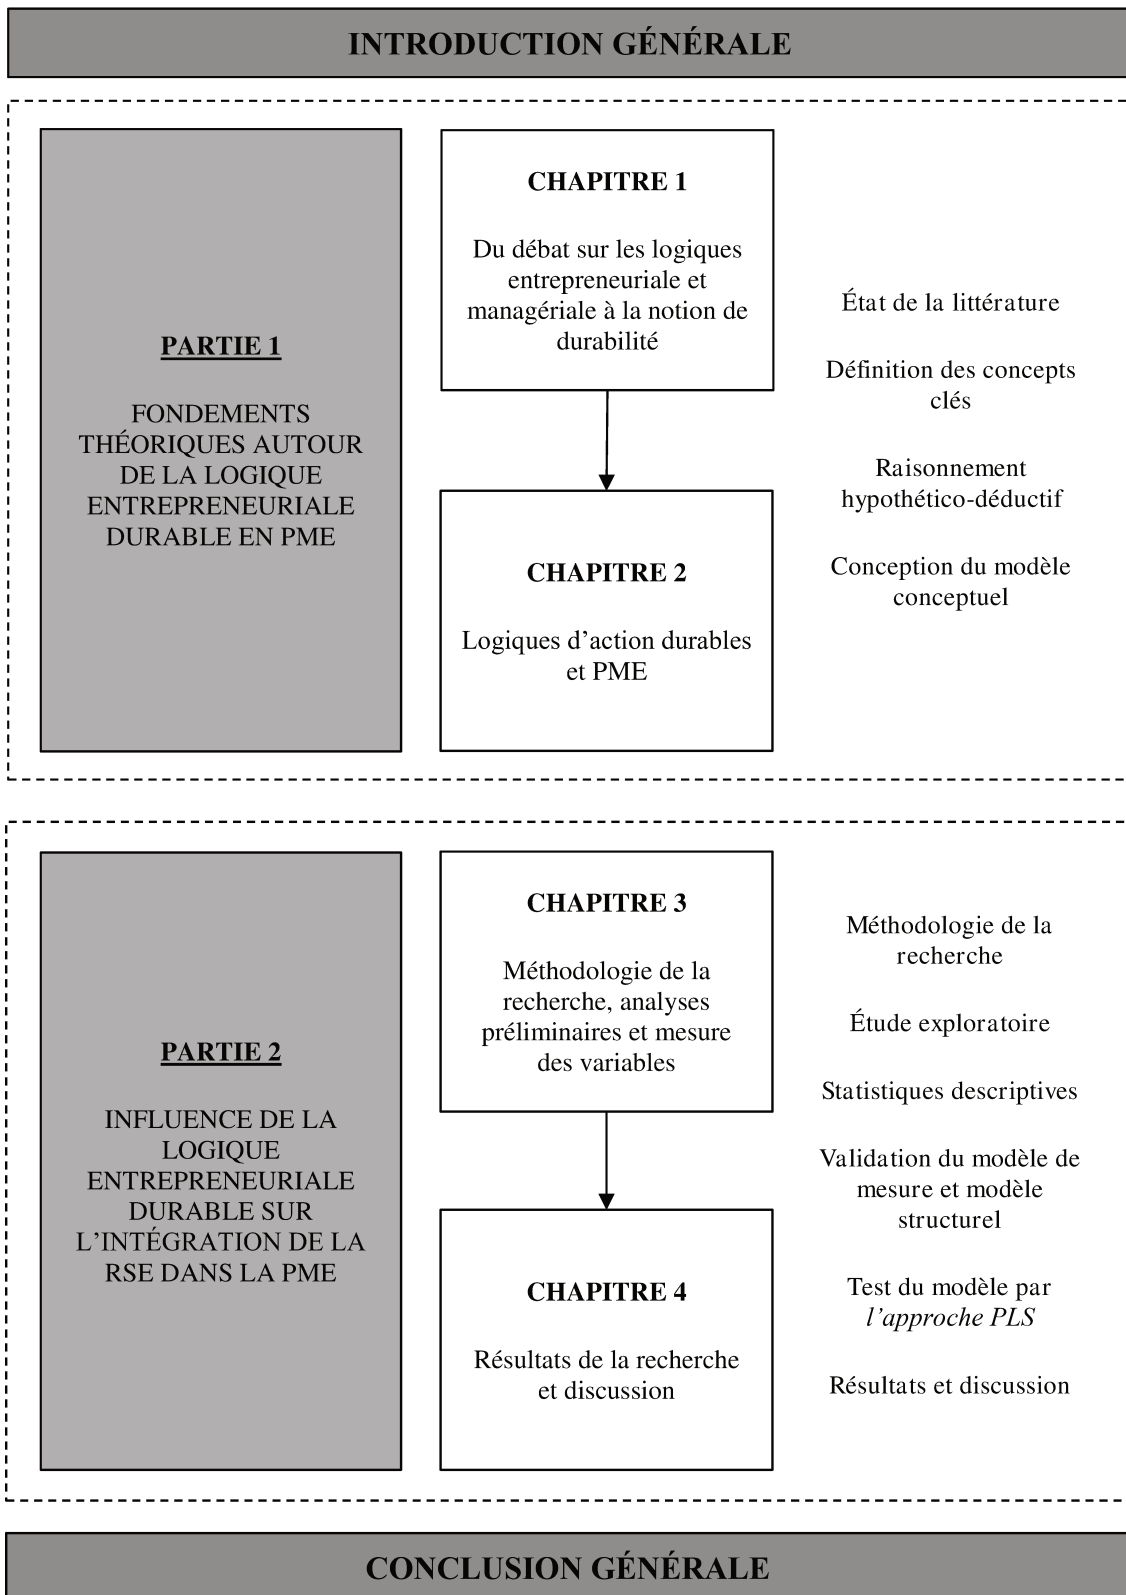 INTRODUCTION GÉNÉRALE
PARTIE 1
FONDEMENTS
THÉORIQUES AUTOUR
DE LA LOGIQUE
ENTREPRENEURIALE
DURABLE EN PME
CHAPITRE 1
Du débat sur les logiques
entrepreneuriale et
managériale à la notion de
durabilité
CHAPITRE 2
Logiques d’action durables
et PME
État de la littérature
Définition des concepts
clés
Raisonnement
hypothético-déductif
Conception du modèle
conceptuel
PARTIE 2
INFLUENCE DE LA
LOGIQUE
ENTREPRENEURIALE
DURABLE SUR
L’INTÉGRATION DE LA
RSE DANS LA PME
CHAPITRE 3
Méthodologie de la
recherche, analyses
préliminaires et mesure
des variables
CHAPITRE 4
Résultats de la recherche
et discussion
Méthodologie de la
recherche
Étude exploratoire
Statistiques descriptives
Validation du modèle de
mesure et modèle
structurel
Test du modèle par
l’approche PLS
Résultats et discussion
CONCLUSION GÉNÉRALE